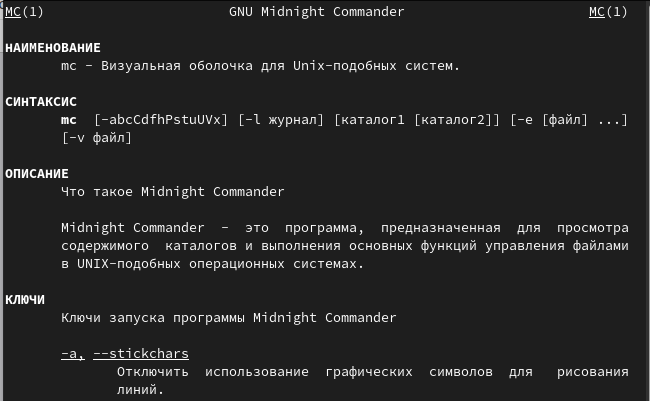 MC(1) GNU Midnight Commander MC(1)
НАИМЕНОВАНИЕ
mc - Визуальная оболочка для Unix-подобных систем.
СИНТАКСИС
mc [-abcCdfhPstuUVx] [-l журнал] [каталог1 [каталог2]] [-e [файл] ...]
[-v файл]
ОПИСАНИЕ
Что такое Midnight Commander
Midnight Commander - это программа, предназначенная для просмотра
содержимого каталогов и выполнения основных функций управления файлами
в UNIX-подобных операционных системах.
КЛЮЧИ
Ключи запуска программы Midnight Commander
-a, --stickchars
Отключить использование графических символов для рисования
линий.